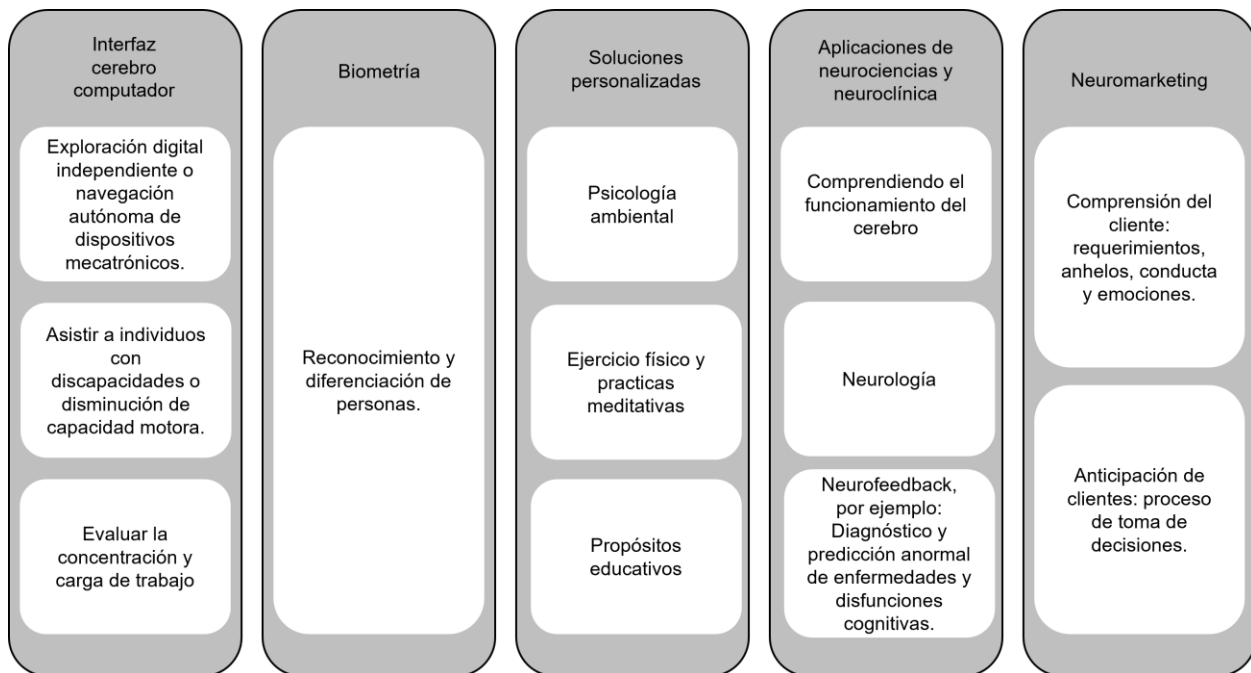 Interfaz
cerebro
computador
Exploración digital
independiente o
navegación
autónoma de
dispositivos
mecatrónicos.
Asistir a individuos
con
discapacidades o
disminución de
capacidad motora.
Evaluar la
concentración y
carga de trabajo
Biometría
Reconocimiento y
diferenciación de
personas.
Soluciones
personalizadas
Psicología
ambiental
Ejercicio físico y
practicas
meditativas
Propósitos
educativos
Aplicaciones de
neurociencias y
neuroclínica
Comprendiendo el
funcionamiento del
cerebro
Neurología
Neurofeedback,
por ejemplo:
Diagnóstico y
predicción anormal
de enfermedades y
disfunciones
cognitivas.
Neuromarketing
Comprensión del
cliente:
requerimientos,
anhelos, conducta
y emociones.
Anticipación de
clientes: proceso
de toma de
decisiones.